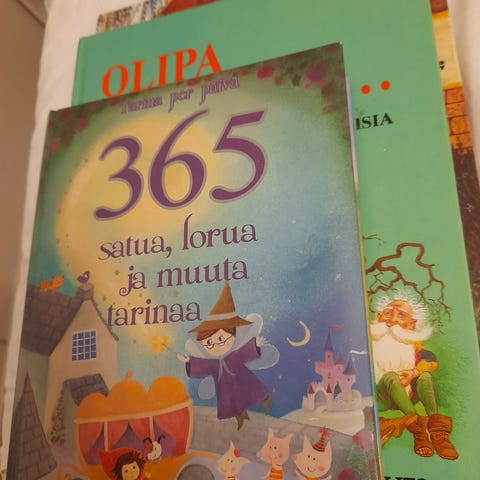 OLIPA
Tarina per päivä
365
satua, lorua
ja muuta
tarinaa